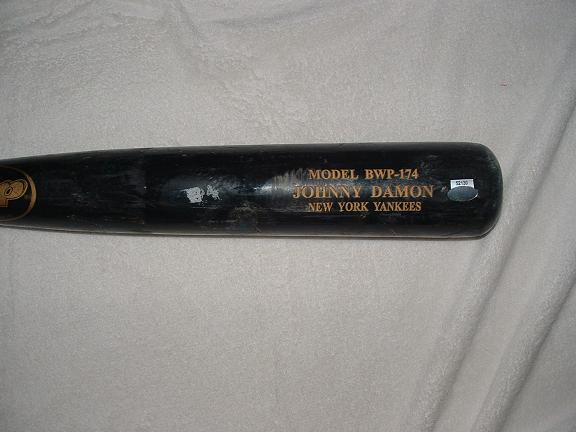 MODEL BWP-174
JOHNNY DAMON
NEW YORK YANKEES